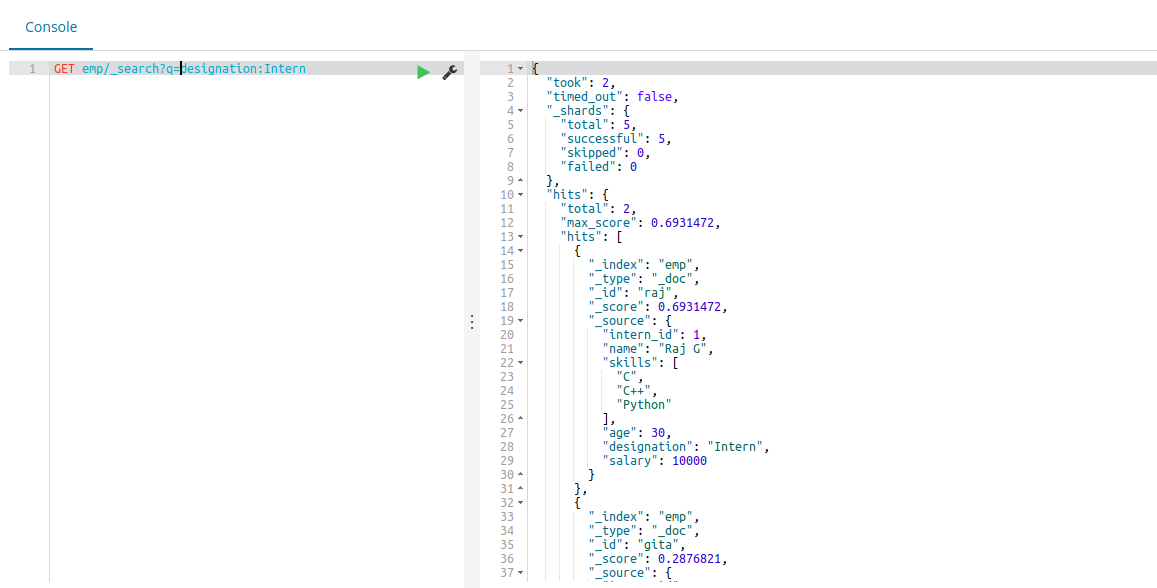 Console
1 GET emp/_search?q=designation:Intern
1 {
2 "took": 2,
3 "timed_out": false,
4 "_shards": {
5 "total": 5,
6 "successful": 5,
7 "skipped": 0,
8 "failed": 0
9 },
10 "hits": {
11 "total": 2,
12 "max_score": 0.6931472,
13 "hits": [
14 {
15 "_index": "emp",
16 "_type": "_doc",
17 "_id": "raj",
18 "_score": 0.6931472,
19 "_source": {
20 "intern_id": 1,
21 "name": "Raj G",
22 "skills": [
23 "C",
24 "C++",
25 "Python"
26 ],
27 "age": 30,
28 "designation": "Intern",
29 "salary": 10000
30 }
31 },
32 {
33 "_index": "emp",
34 "_type": "_doc",
35 "_id": "gita",
36 "_score": 0.2876821,
37 "_source": {